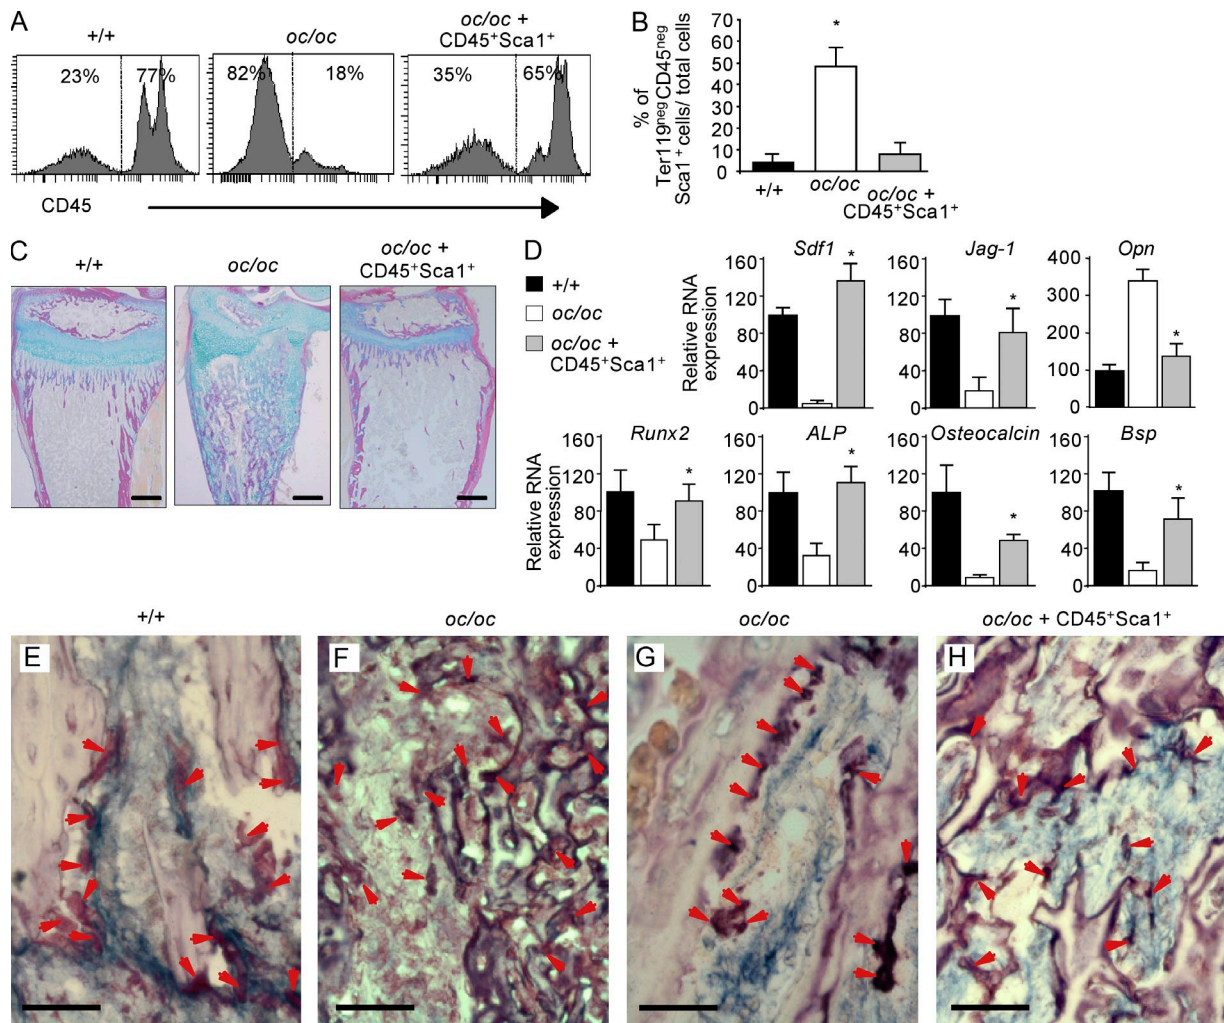 A
+/+
oc/oc
oc/oc +
CD45+Sca1+
23%
77%
82%
18%
35%
65%
CD45
B
% of
Ter119negCD45neg
Sca1+ cells/ total cells
70
60
50
40
30
20
10
0
*
+/+
oc/oc
oc/oc +
CD45+Sca1+
C
+/+
oc/oc
oc/oc +
CD45+Sca1+
D
+/+
oc/oc
oc/oc +
CD45+Sca1+
Sdf1
Relative RNA
expression
160
120
80
40
0
*
Jag-1
160
120
80
40
0
*
Opn
400
300
200
100
0
*
Runx2
Relative RNA
expression
160
120
80
40
0
*
ALP
160
120
80
40
0
*
Osteocalcin
160
120
80
40
0
*
Bsp
160
120
80
40
0
*
+/+
oc/oc
oc/oc
oc/oc + CD45+Sca1+
E
F
G
H